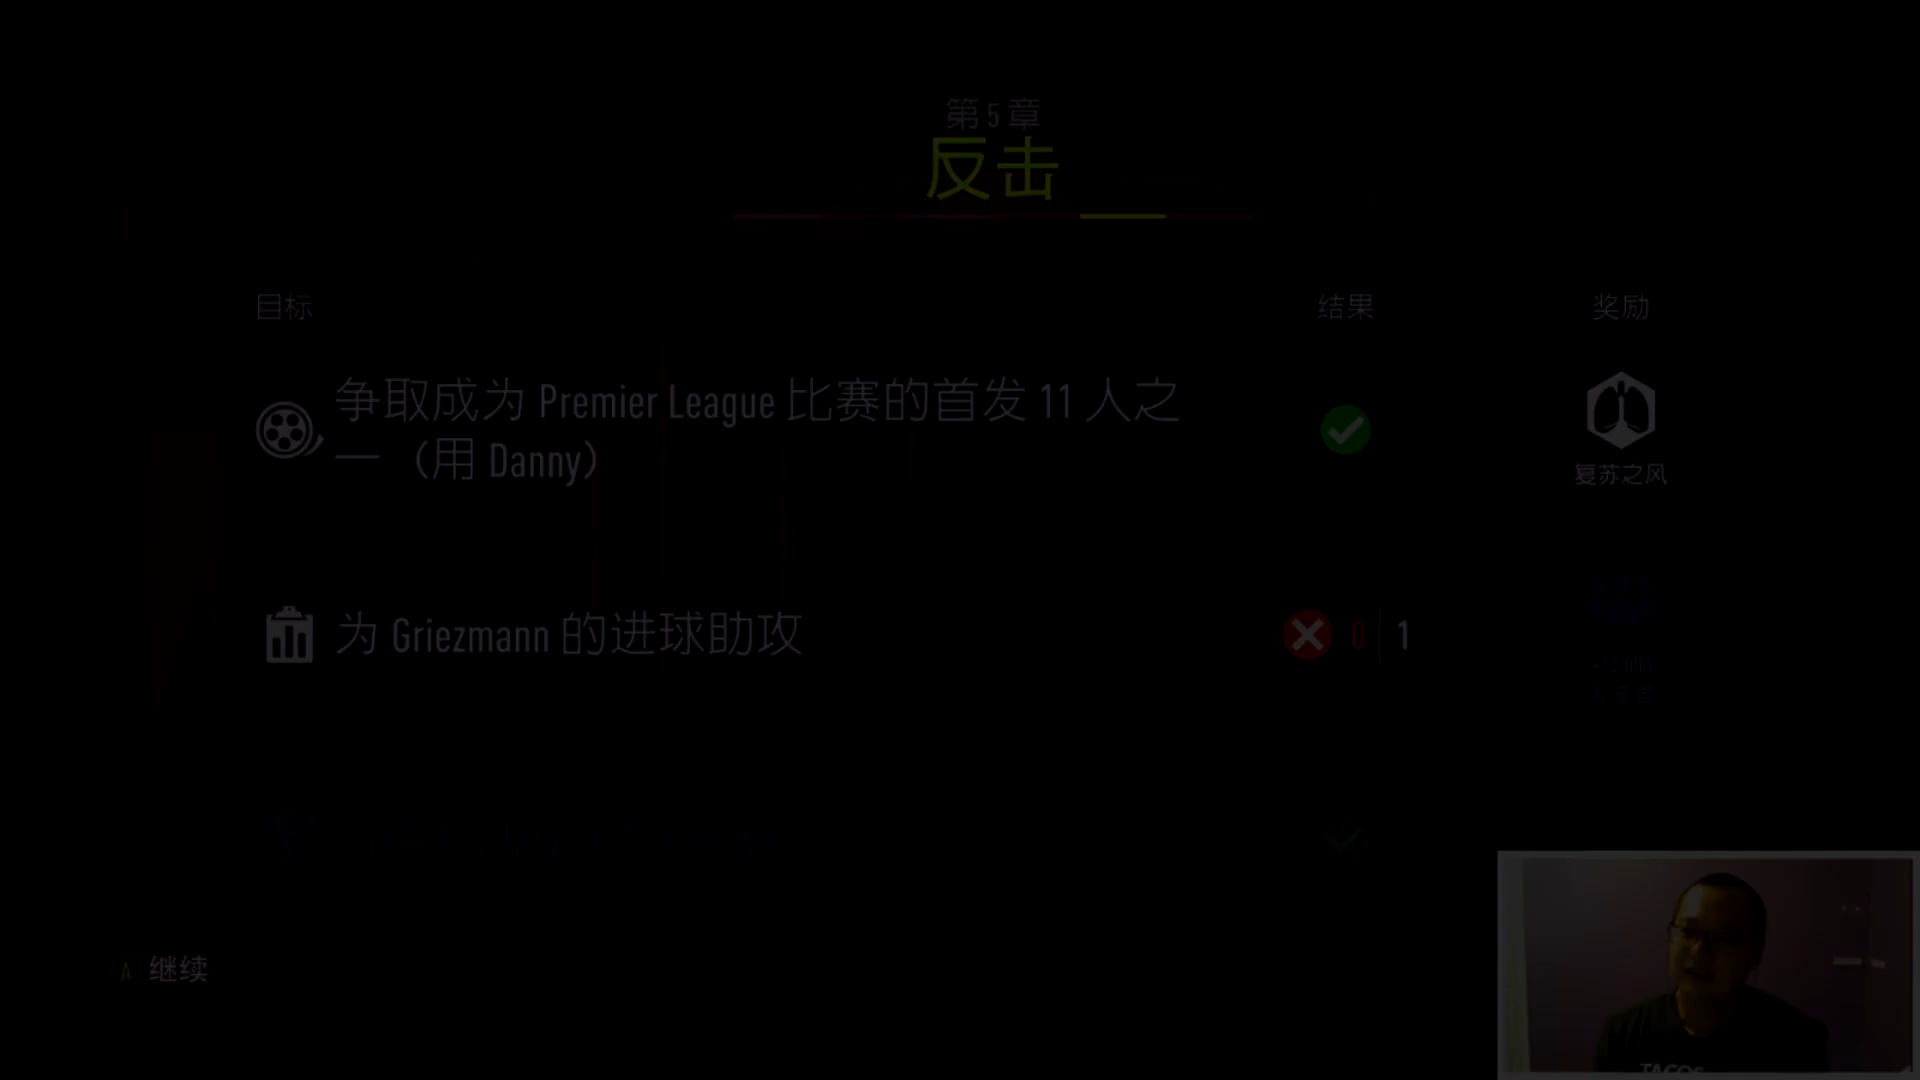 第 5 章
反击
目标
结果
奖励
争取成为 Premier League 比赛的首发 11 人之
一 （用 Danny）
复苏之风
为 Griezmann 的进球助攻
0 1
A 继续
TACOS